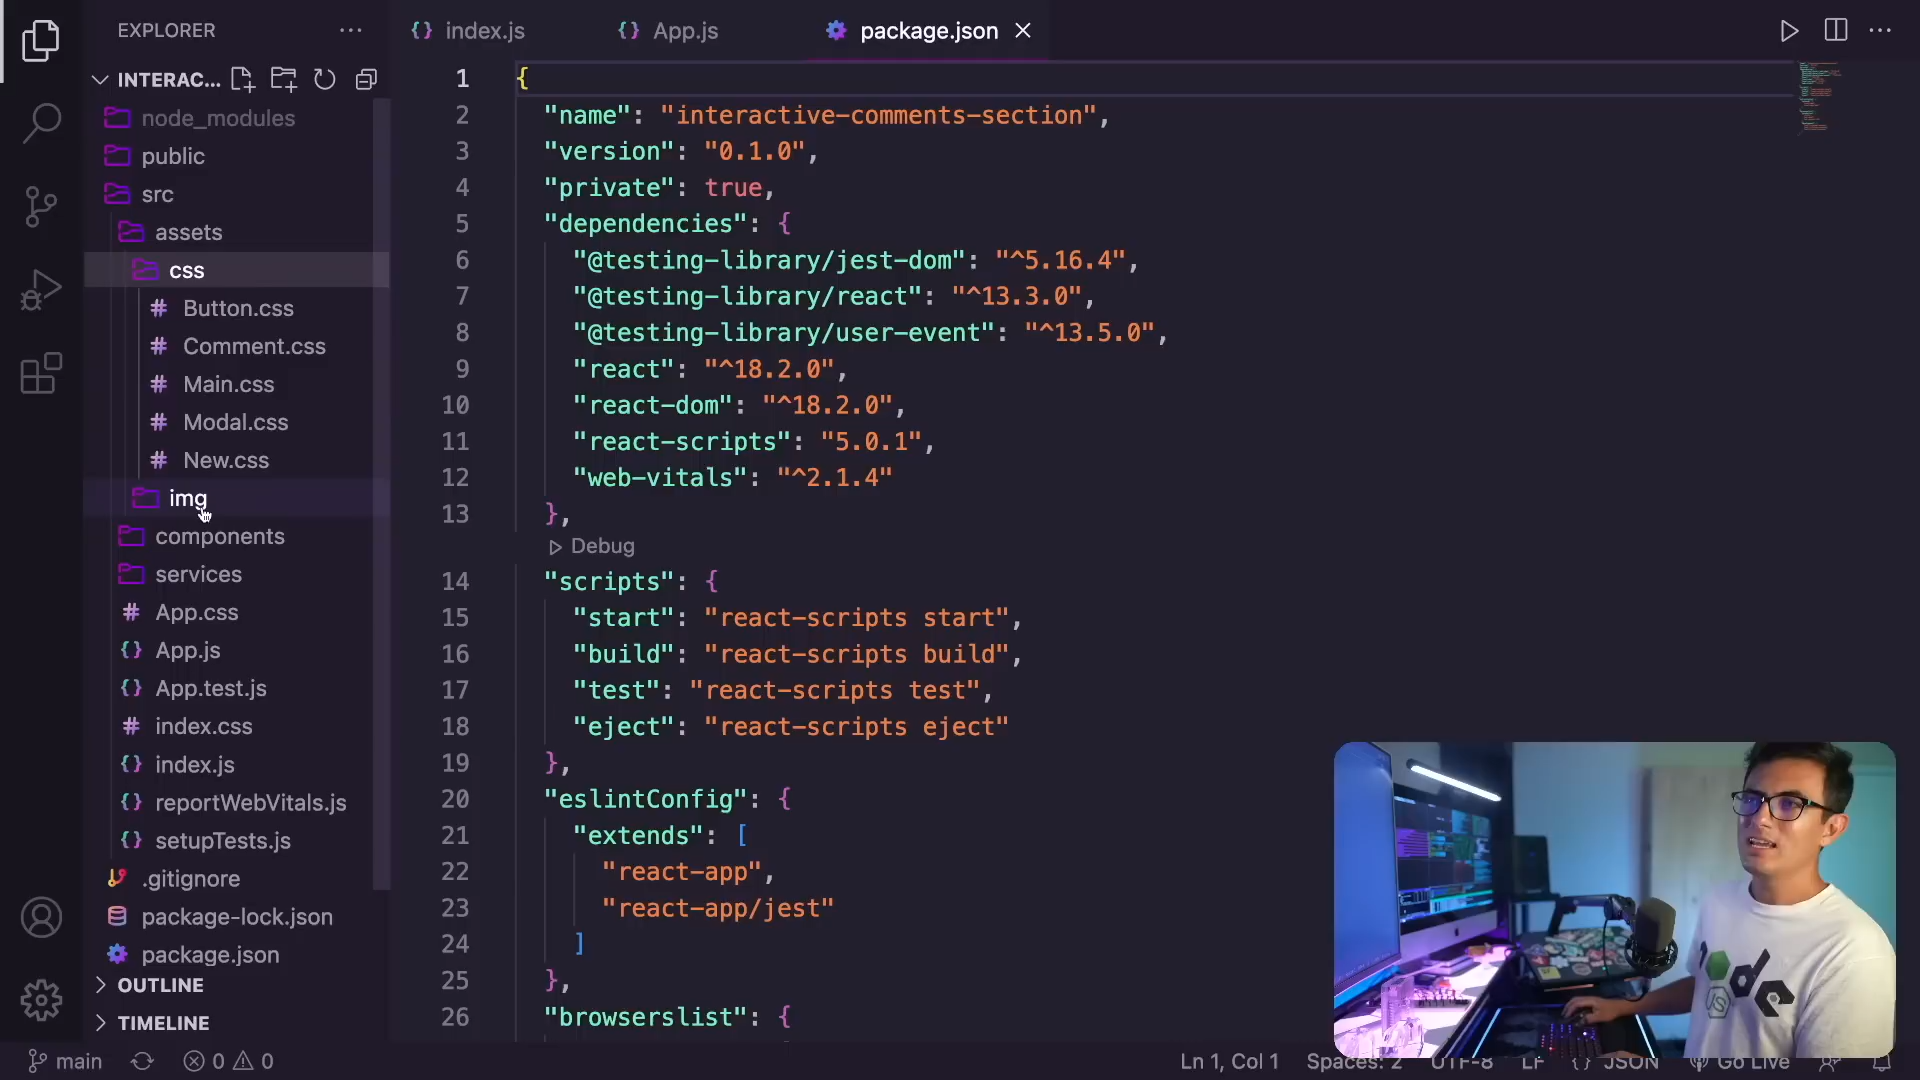 EXPLORER
index.js
App.js
package.json
INTERAC...
node_modules
public
src
assets
css
Button.css
Comment.css
Main.css
Modal.css
New.css
img
components
services
App.css
App.js
App.test.js
index.css
index.js
reportWebVitals.js
setupTests.js
.gitignore
package-lock.json
package.json
OUTLINE
TIMELINE
1 {
2 "name": "interactive-comments-section",
3 "version": "0.1.0",
4 "private": true,
5 "dependencies": {
6 "@testing-library/jest-dom": "^5.16.4",
7 "@testing-library/react": "^13.3.0",
8 "@testing-library/user-event": "^13.5.0",
9 "react": "^18.2.0",
10 "react-dom": "^18.2.0",
11 "react-scripts": "5.0.1",
12 "web-vitals": "^2.1.4"
13 },
Debug
14 "scripts": {
15 "start": "react-scripts start",
16 "build": "react-scripts build",
17 "test": "react-scripts test",
18 "eject": "react-scripts eject"
19 },
20 "eslintConfig": {
21 "extends": [
22 "react-app",
23 "react-app/jest"
24 ]
25 },
26 "browserslist": {
main 0 0 Ln 1, Col 1 Spaces: 2 UTF-8 LF {} JSON Go Live